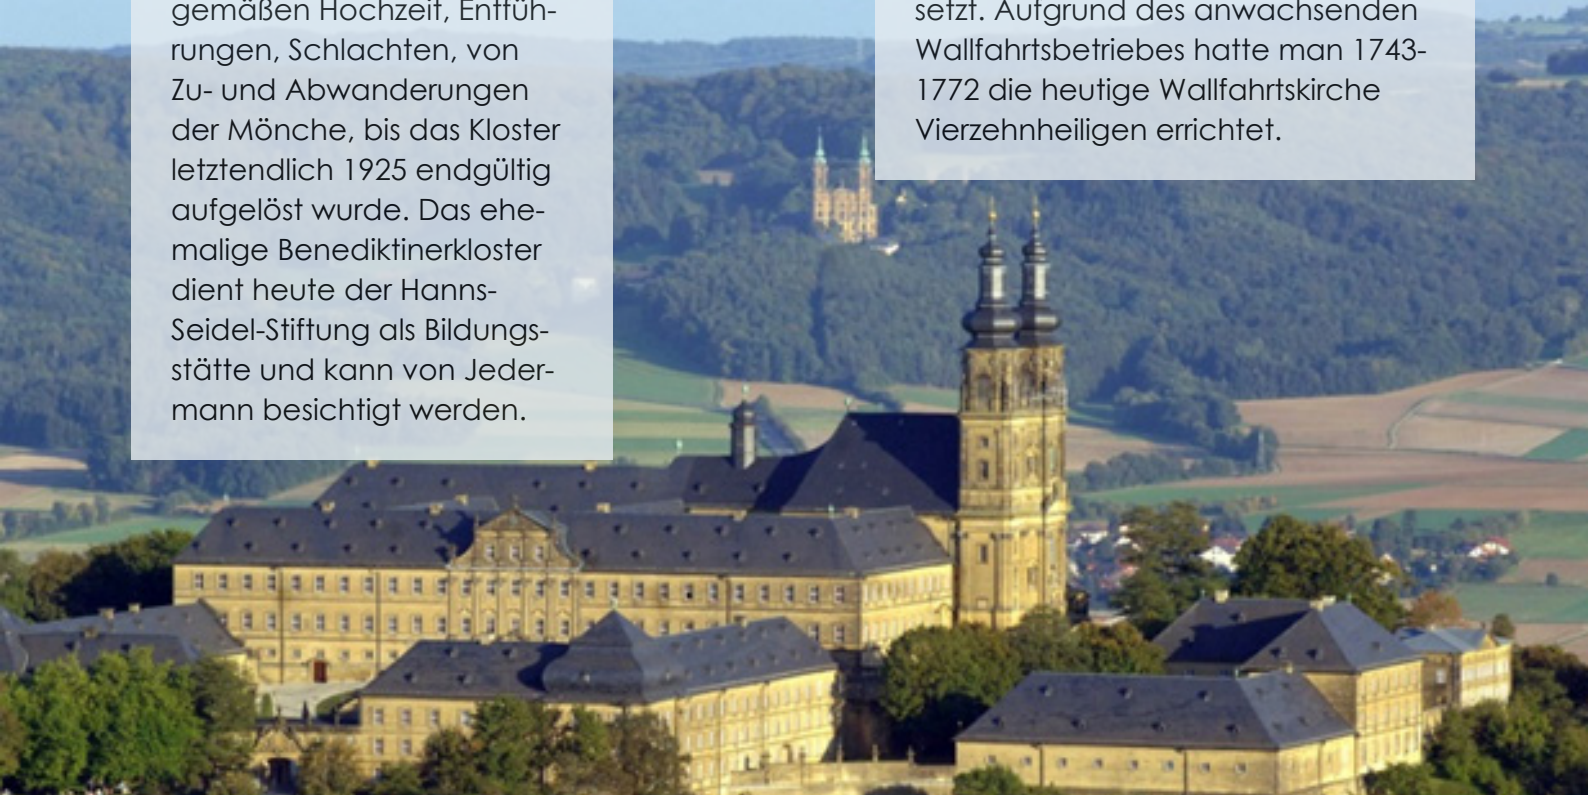 gemäßen Hochzeit, Entfüh-
rungen, Schlachten, von
Zu- und Abwanderungen
der Mönche, bis das Kloster
letztendlich 1925 endgültig
aufgelöst wurde. Das ehe-
malige Benediktinerkloster
dient heute der Hanns-
Seidel-Stiftung als Bildungs-
stätte und kann von Jeder-
mann besichtigt werden.
setzt. Aufgrund des anwachsenden
Wallfahrtsbetriebes hatte man 1743-
1772 die heutige Wallfahrtskirche
Vierzehnheiligen errichtet.